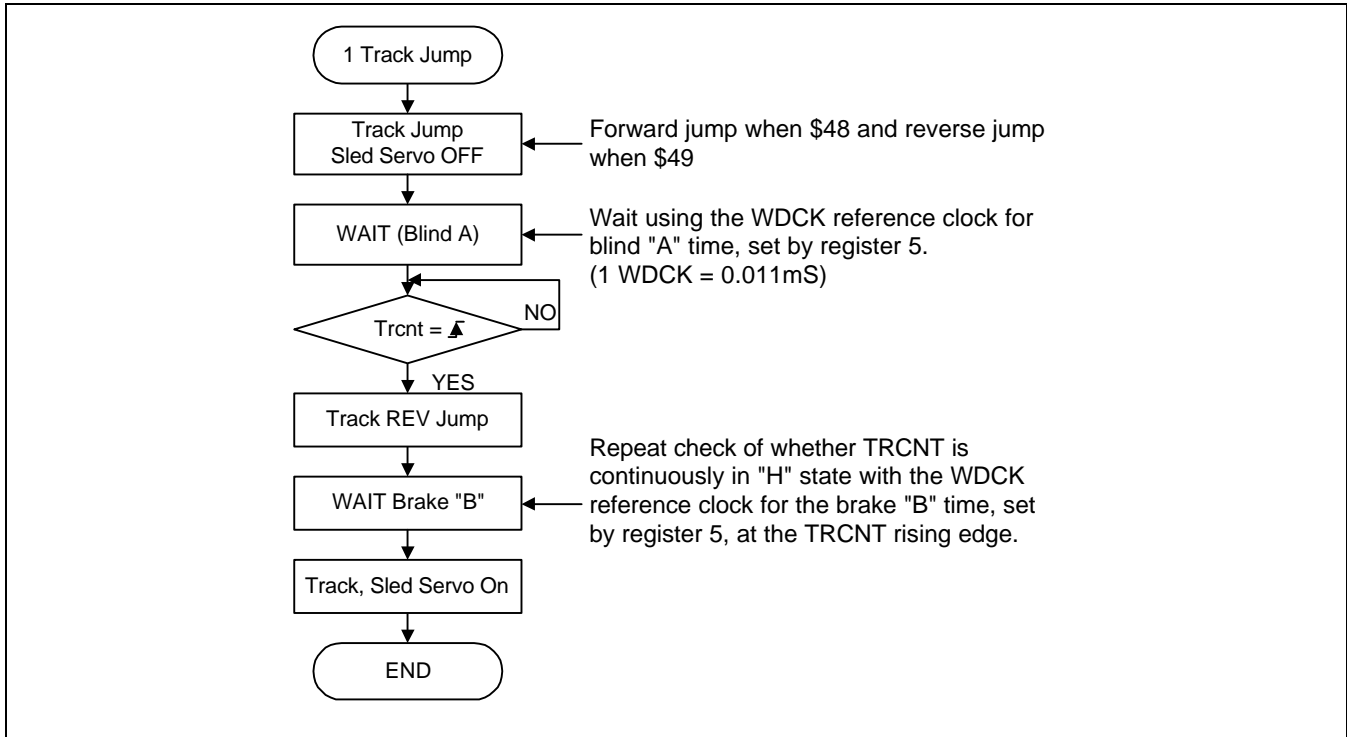 1 Track Jump
Track Jump
Sled Servo OFF
Forward jump when $48 and reverse jump
when $49
WAIT (Blind A)
Wait using the WDCK reference clock for
blind "A" time, set by register 5.
(1 WDCK = 0.011mS)
NO
Trcnt =
YES
Track REV Jump
Repeat check of whether TRCNT is
continuously in "H" state with the WDCK
reference clock for the brake "B" time, set
by register 5, at the TRCNT rising edge.
WAIT Brake "B"
Track, Sled Servo On
END